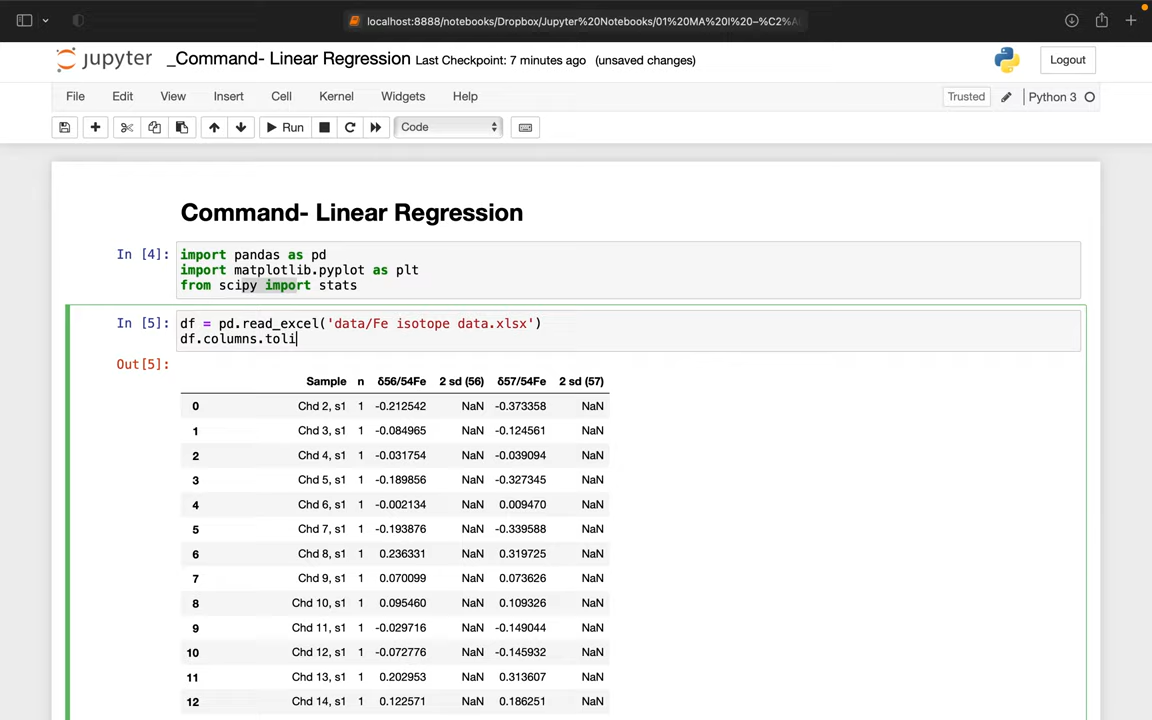 localhost:8888/notebooks/Dropbox/Jupyter%20Notebooks/01%20MA%20I%20–%C2%A
jupyter _Command- Linear Regression Last Checkpoint: 7 minutes ago (unsaved changes) Logout
File Edit View Insert Cell Kernel Widgets Help Trusted Python 3
Run Code
Command- Linear Regression
In [4]: import pandas as pd
import matplotlib.pyplot as plt
from scipy import stats
In [5]: df = pd.read_excel('data/Fe isotope data.xlsx')
df.columns.toli
Out[5]:
Sample n δ56/54Fe 2 sd (56) δ57/54Fe 2 sd (57)
0 Chd 2, s1 1 -0.212542 NaN -0.373358 NaN
1 Chd 3, s1 1 -0.084965 NaN -0.124561 NaN
2 Chd 4, s1 1 -0.031754 NaN -0.039094 NaN
3 Chd 5, s1 1 -0.189856 NaN -0.327345 NaN
4 Chd 6, s1 1 -0.002134 NaN 0.009470 NaN
5 Chd 7, s1 1 -0.193876 NaN -0.339588 NaN
6 Chd 8, s1 1 0.236331 NaN 0.319725 NaN
7 Chd 9, s1 1 0.070099 NaN 0.073626 NaN
8 Chd 10, s1 1 0.095460 NaN 0.109326 NaN
9 Chd 11, s1 1 -0.029716 NaN -0.149044 NaN
10 Chd 12, s1 1 -0.072776 NaN -0.145932 NaN
11 Chd 13, s1 1 0.202953 NaN 0.313607 NaN
12 Chd 14, s1 1 0.122571 NaN 0.186251 NaN